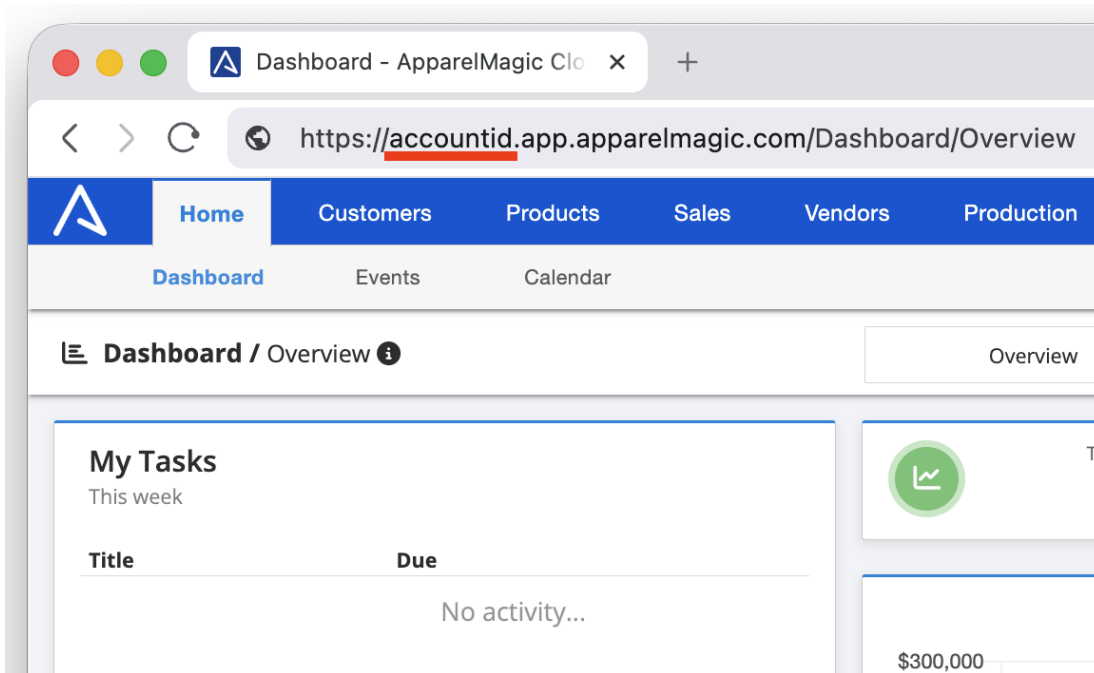 Dashboard - ApparelMagic Clo
https://accountid.app.apparelmagic.com/Dashboard/Overview
Home Customers Products Sales Vendors Production
Dashboard Events Calendar
Dashboard / Overview
Overview
My Tasks
This week
Title Due
No activity...
$300,000